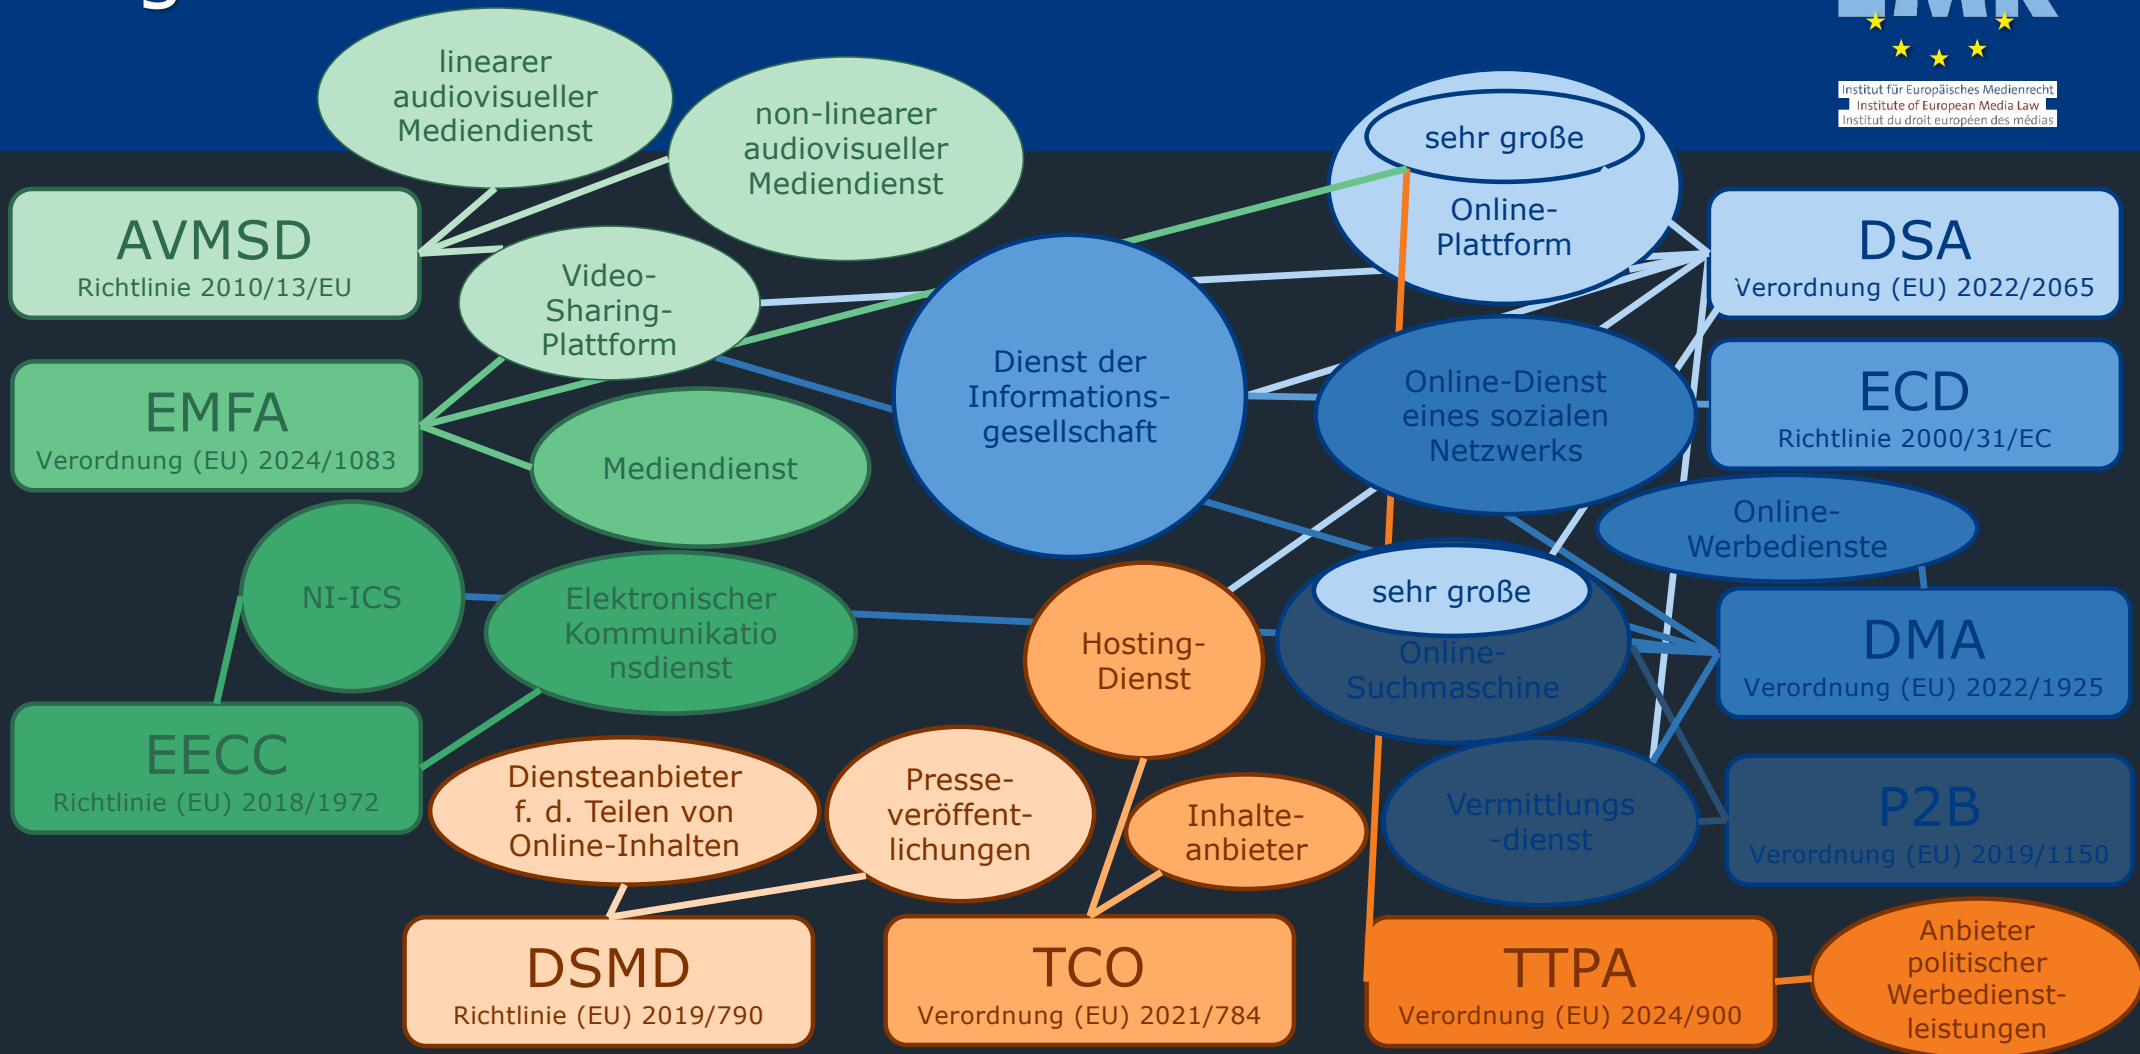 linearer
audiovisueller
Mediendienst
non-linearer
audiovisueller
Mediendienst
sehr große
Online-
Plattform
Institut für Europäisches Medienrecht
Institute of European Media Law
Institut du droit européen des médias
AVMSD
Richtlinie 2010/13/EU
Video-
Sharing-
Plattform
DSA
Verordnung (EU) 2022/2065
EMFA
Verordnung (EU) 2024/1083
Mediendienst
Dienst der
Informations-
gesellschaft
Online-Dienst
eines sozialen
Netzwerks
ECD
Richtlinie 2000/31/EC
Online-
Werbedienste
NI-ICS
Elektronischer
Kommunikatio
nsdienst
Hosting-
Dienst
sehr große
Online-
Suchmaschine
DMA
Verordnung (EU) 2022/1925
EECC
Richtlinie (EU) 2018/1972
Diensteanbieter
f. d. Teilen von
Online-Inhalten
Presse-
veröffent-
lichungen
Inhalte-
anbieter
Vermittlungs
-dienst
P2B
Verordnung (EU) 2019/1150
DSMD
Richtlinie (EU) 2019/790
TCO
Verordnung (EU) 2021/784
TTPA
Verordnung (EU) 2024/900
Anbieter
politischer
Werbedienst-
leistungen